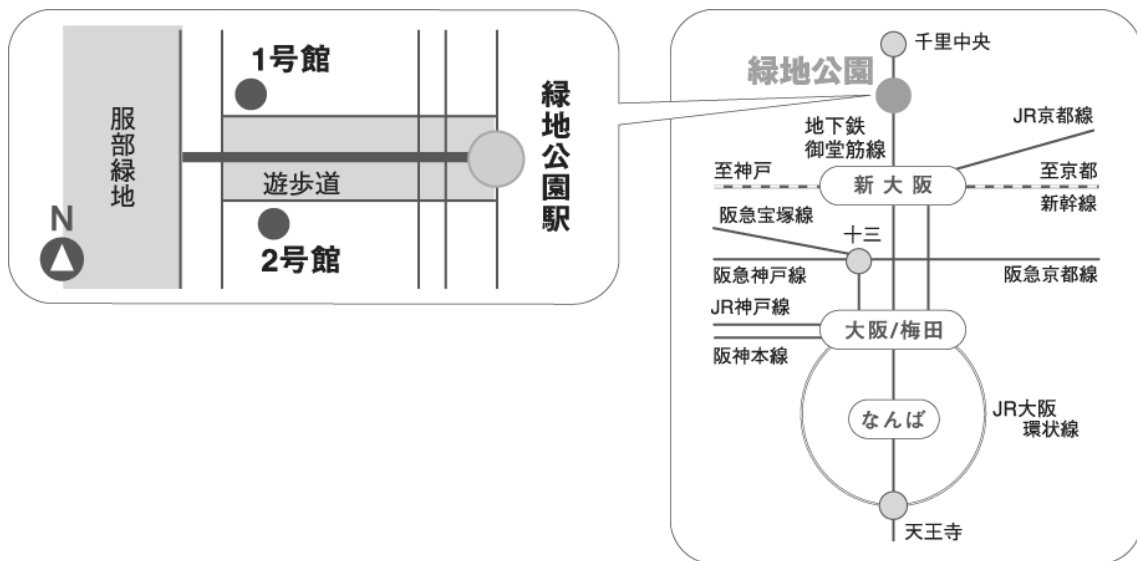 1号館
服部緑地
緑地公園駅
遊歩道
N
2号館
千里中央
緑地公園
地下鉄
御堂筋線
JR京都線
至神戸
新大阪
至京都
新幹線
阪急宝塚線
十三
阪急神戸線
阪急京都線
JR神戸線
大阪/梅田
阪神本線
なんば
JR大阪
環状線
天王寺